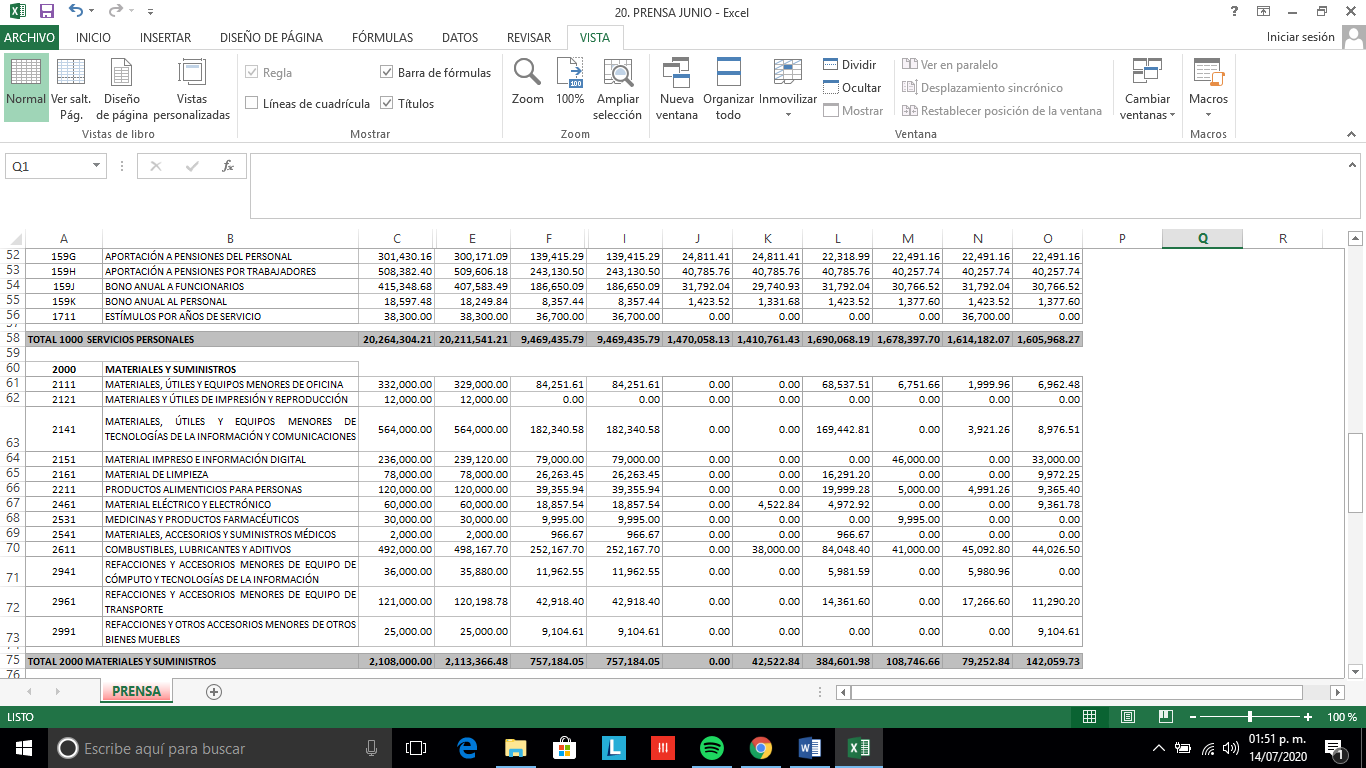 20. PRENSA JUNIO - Excel
ARCHIVO INICIO INSERTAR DISEÑO DE PÁGINA FÓRMULAS DATOS REVISAR VISTA Iniciar sesión
Normal Ver salt. Pág. Diseño de página Vistas personalizadas
Vistas de libro
Regla Barra de fórmulas
Líneas de cuadrícula Títulos
Mostrar
Zoom 100% Ampliar selección
Zoom
Nueva ventana Organizar todo Inmovilizar
Dividir Ver en paralelo
Ocultar Desplazamiento sincrónico
Mostrar Restablecer posición de la ventana
Cambiar ventanas
Ventana
Macros
Macros
Q1 fx
A B C E F I J K L M N O P Q R
52 159G APORTACIÓN A PENSIONES DEL PERSONAL 301,430.16 300,171.09 139,415.29 139,415.29 24,811.41 24,811.41 22,318.99 22,491.16 22,491.16 22,491.16
53 159H APORTACIÓN A PENSIONES POR TRABAJADORES 508,382.40 509,606.18 243,130.50 243,130.50 40,785.76 40,785.76 40,785.76 40,257.74 40,257.74 40,257.74
54 159J BONO ANUAL A FUNCIONARIOS 415,348.68 407,583.49 186,650.09 186,650.09 31,792.04 29,740.93 31,792.04 30,766.52 31,792.04 30,766.52
55 159K BONO ANUAL AL PERSONAL 18,597.48 18,249.84 8,357.44 8,357.44 1,423.52 1,331.68 1,423.52 1,377.60 1,423.52 1,377.60
56 1711 ESTÍMULOS POR AÑOS DE SERVICIO 38,300.00 38,300.00 36,700.00 36,700.00 0.00 0.00 0.00 0.00 36,700.00 0.00
58 TOTAL 1000 SERVICIOS PERSONALES 20,264,304.21 20,211,541.21 9,469,435.79 9,469,435.79 1,470,058.13 1,410,761.43 1,690,068.19 1,678,397.70 1,614,182.07 1,605,968.27
59
60 2000 MATERIALES Y SUMINISTROS
61 2111 MATERIALES, ÚTILES Y EQUIPOS MENORES DE OFICINA 332,000.00 329,000.00 84,251.61 84,251.61 0.00 0.00 68,537.51 6,751.66 1,999.96 6,962.48
62 2121 MATERIALES Y ÚTILES DE IMPRESIÓN Y REPRODUCCIÓN 12,000.00 12,000.00 0.00 0.00 0.00 0.00 0.00 0.00 0.00 0.00
63 2141 MATERIALES, ÚTILES Y EQUIPOS MENORES DE
TECNOLOGÍAS DE LA INFORMACIÓN Y COMUNICACIONES 564,000.00 564,000.00 182,340.58 182,340.58 0.00 0.00 169,442.81 0.00 3,921.26 8,976.51
64 2151 MATERIAL IMPRESO E INFORMACIÓN DIGITAL 236,000.00 239,120.00 79,000.00 79,000.00 0.00 0.00 0.00 46,000.00 0.00 33,000.00
65 2161 MATERIAL DE LIMPIEZA 78,000.00 78,000.00 26,263.45 26,263.45 0.00 0.00 16,291.20 0.00 0.00 9,972.25
66 2211 PRODUCTOS ALIMENTICIOS PARA PERSONAS 120,000.00 120,000.00 39,355.94 39,355.94 0.00 0.00 19,999.28 5,000.00 4,991.26 9,365.40
67 2461 MATERIAL ELÉCTRICO Y ELECTRÓNICO 60,000.00 60,000.00 18,857.54 18,857.54 0.00 4,522.84 4,972.92 0.00 0.00 9,361.78
68 2531 MEDICINAS Y PRODUCTOS FARMACÉUTICOS 30,000.00 30,000.00 9,995.00 9,995.00 0.00 0.00 0.00 9,995.00 0.00 0.00
69 2541 MATERIALES, ACCESORIOS Y SUMINISTROS MÉDICOS 2,000.00 2,000.00 966.67 966.67 0.00 0.00 966.67 0.00 0.00 0.00
70 2611 COMBUSTIBLES, LUBRICANTES Y ADITIVOS 492,000.00 498,167.70 252,167.70 252,167.70 0.00 38,000.00 84,048.40 41,000.00 45,092.80 44,026.50
71 2941 REFACCIONES Y ACCESORIOS MENORES DE EQUIPO DE
CÓMPUTO Y TECNOLOGÍAS DE LA INFORMACIÓN 36,000.00 35,880.00 11,962.55 11,962.55 0.00 0.00 5,981.59 0.00 5,980.96 0.00
72 2961 REFACCIONES Y ACCESORIOS MENORES DE EQUIPO DE
TRANSPORTE 121,000.00 120,198.78 42,918.40 42,918.40 0.00 0.00 14,361.60 0.00 17,266.60 11,290.20
73 2991 REFACCIONES Y OTROS ACCESORIOS MENORES DE OTROS
BIENES MUEBLES 25,000.00 25,000.00 9,104.61 9,104.61 0.00 0.00 0.00 0.00 0.00 9,104.61
75 TOTAL 2000 MATERIALES Y SUMINISTROS 2,108,000.00 2,113,366.48 757,184.05 757,184.05 0.00 42,522.84 384,601.98 108,746.66 79,252.84 142,059.73
76
PRENSA
LISTO 100 %
Escribe aquí para buscar
01:51 p. m.
14/07/2020
1